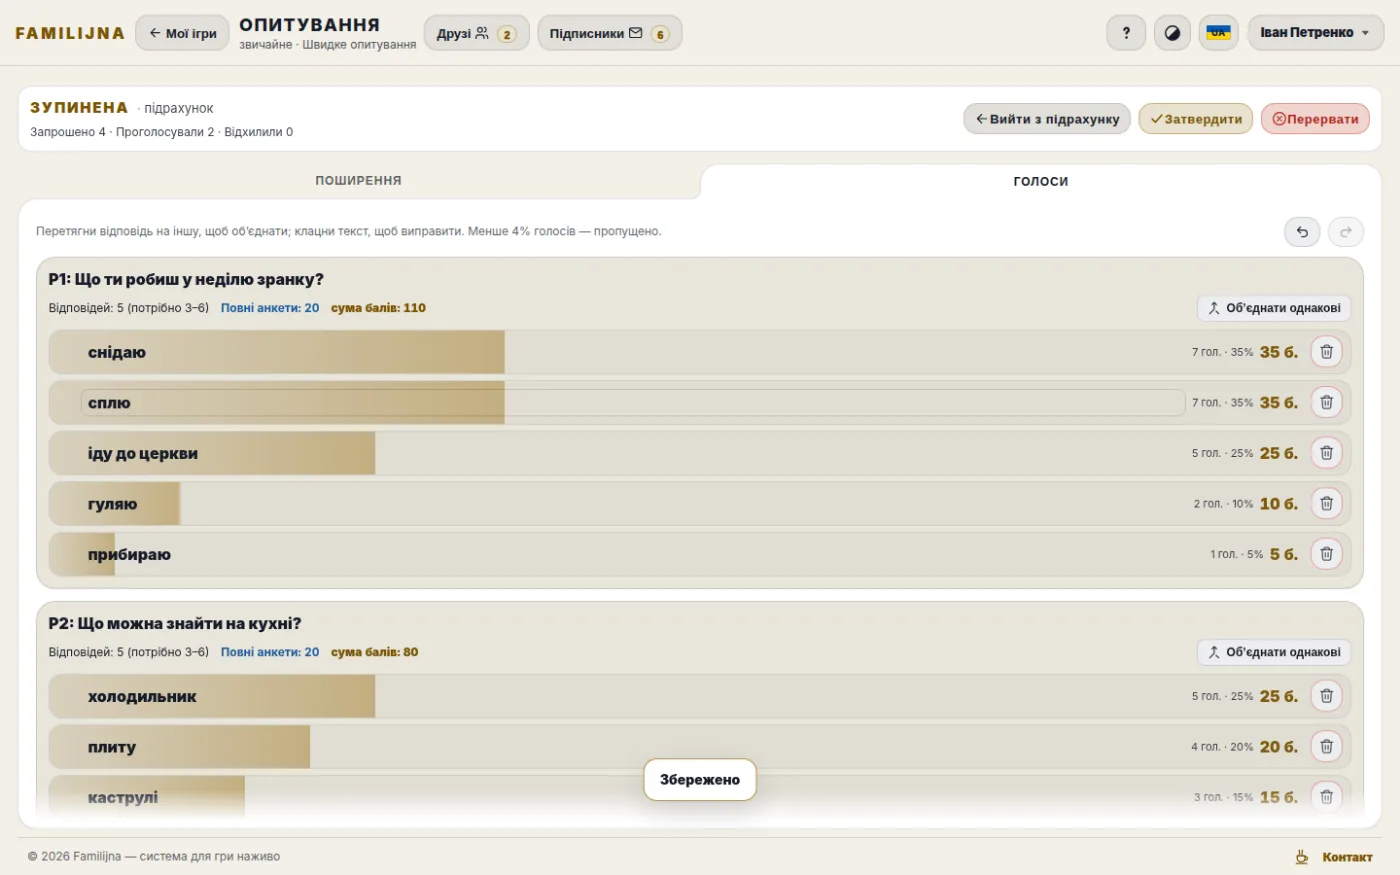 FAMILIJNA
← Мої ігри
ОПИТУВАННЯ
звичайне · Швидке опитування
Друзі 2
Підписники 6
?
UA
Іван Петренко
ЗУПИНЕНА · підрахунок
Запрошено 4 · Проголосували 2 · Відхилили 0
← Вийти з підрахунку
Затвердити
Перервати
ПОШИРЕННЯ
ГОЛОСИ
Перетягни відповідь на іншу, щоб об'єднати; клацни текст, щоб виправити. Менше 4% голосів — пропущено.
P1: Що ти робиш у неділю зранку?
Відповідей: 5 (потрібно 3–6) Повні анкети: 20 сума балів: 110
Об'єднати однакові
снідаю 7 гол. · 35% 35 б.
сплю 7 гол. · 35% 35 б.
іду до церкви 5 гол. · 25% 25 б.
гуляю 2 гол. · 10% 10 б.
прибираю 1 гол. · 5% 5 б.
P2: Що можна знайти на кухні?
Відповідей: 5 (потрібно 3–6) Повні анкети: 20 сума балів: 80
Об'єднати однакові
холодильник 5 гол. · 25% 25 б.
плиту 4 гол. · 20% 20 б.
Збережено
каструлі 3 гол. · 15% 15 б.
© 2026 Familijna — система для гри наживо
Контакт